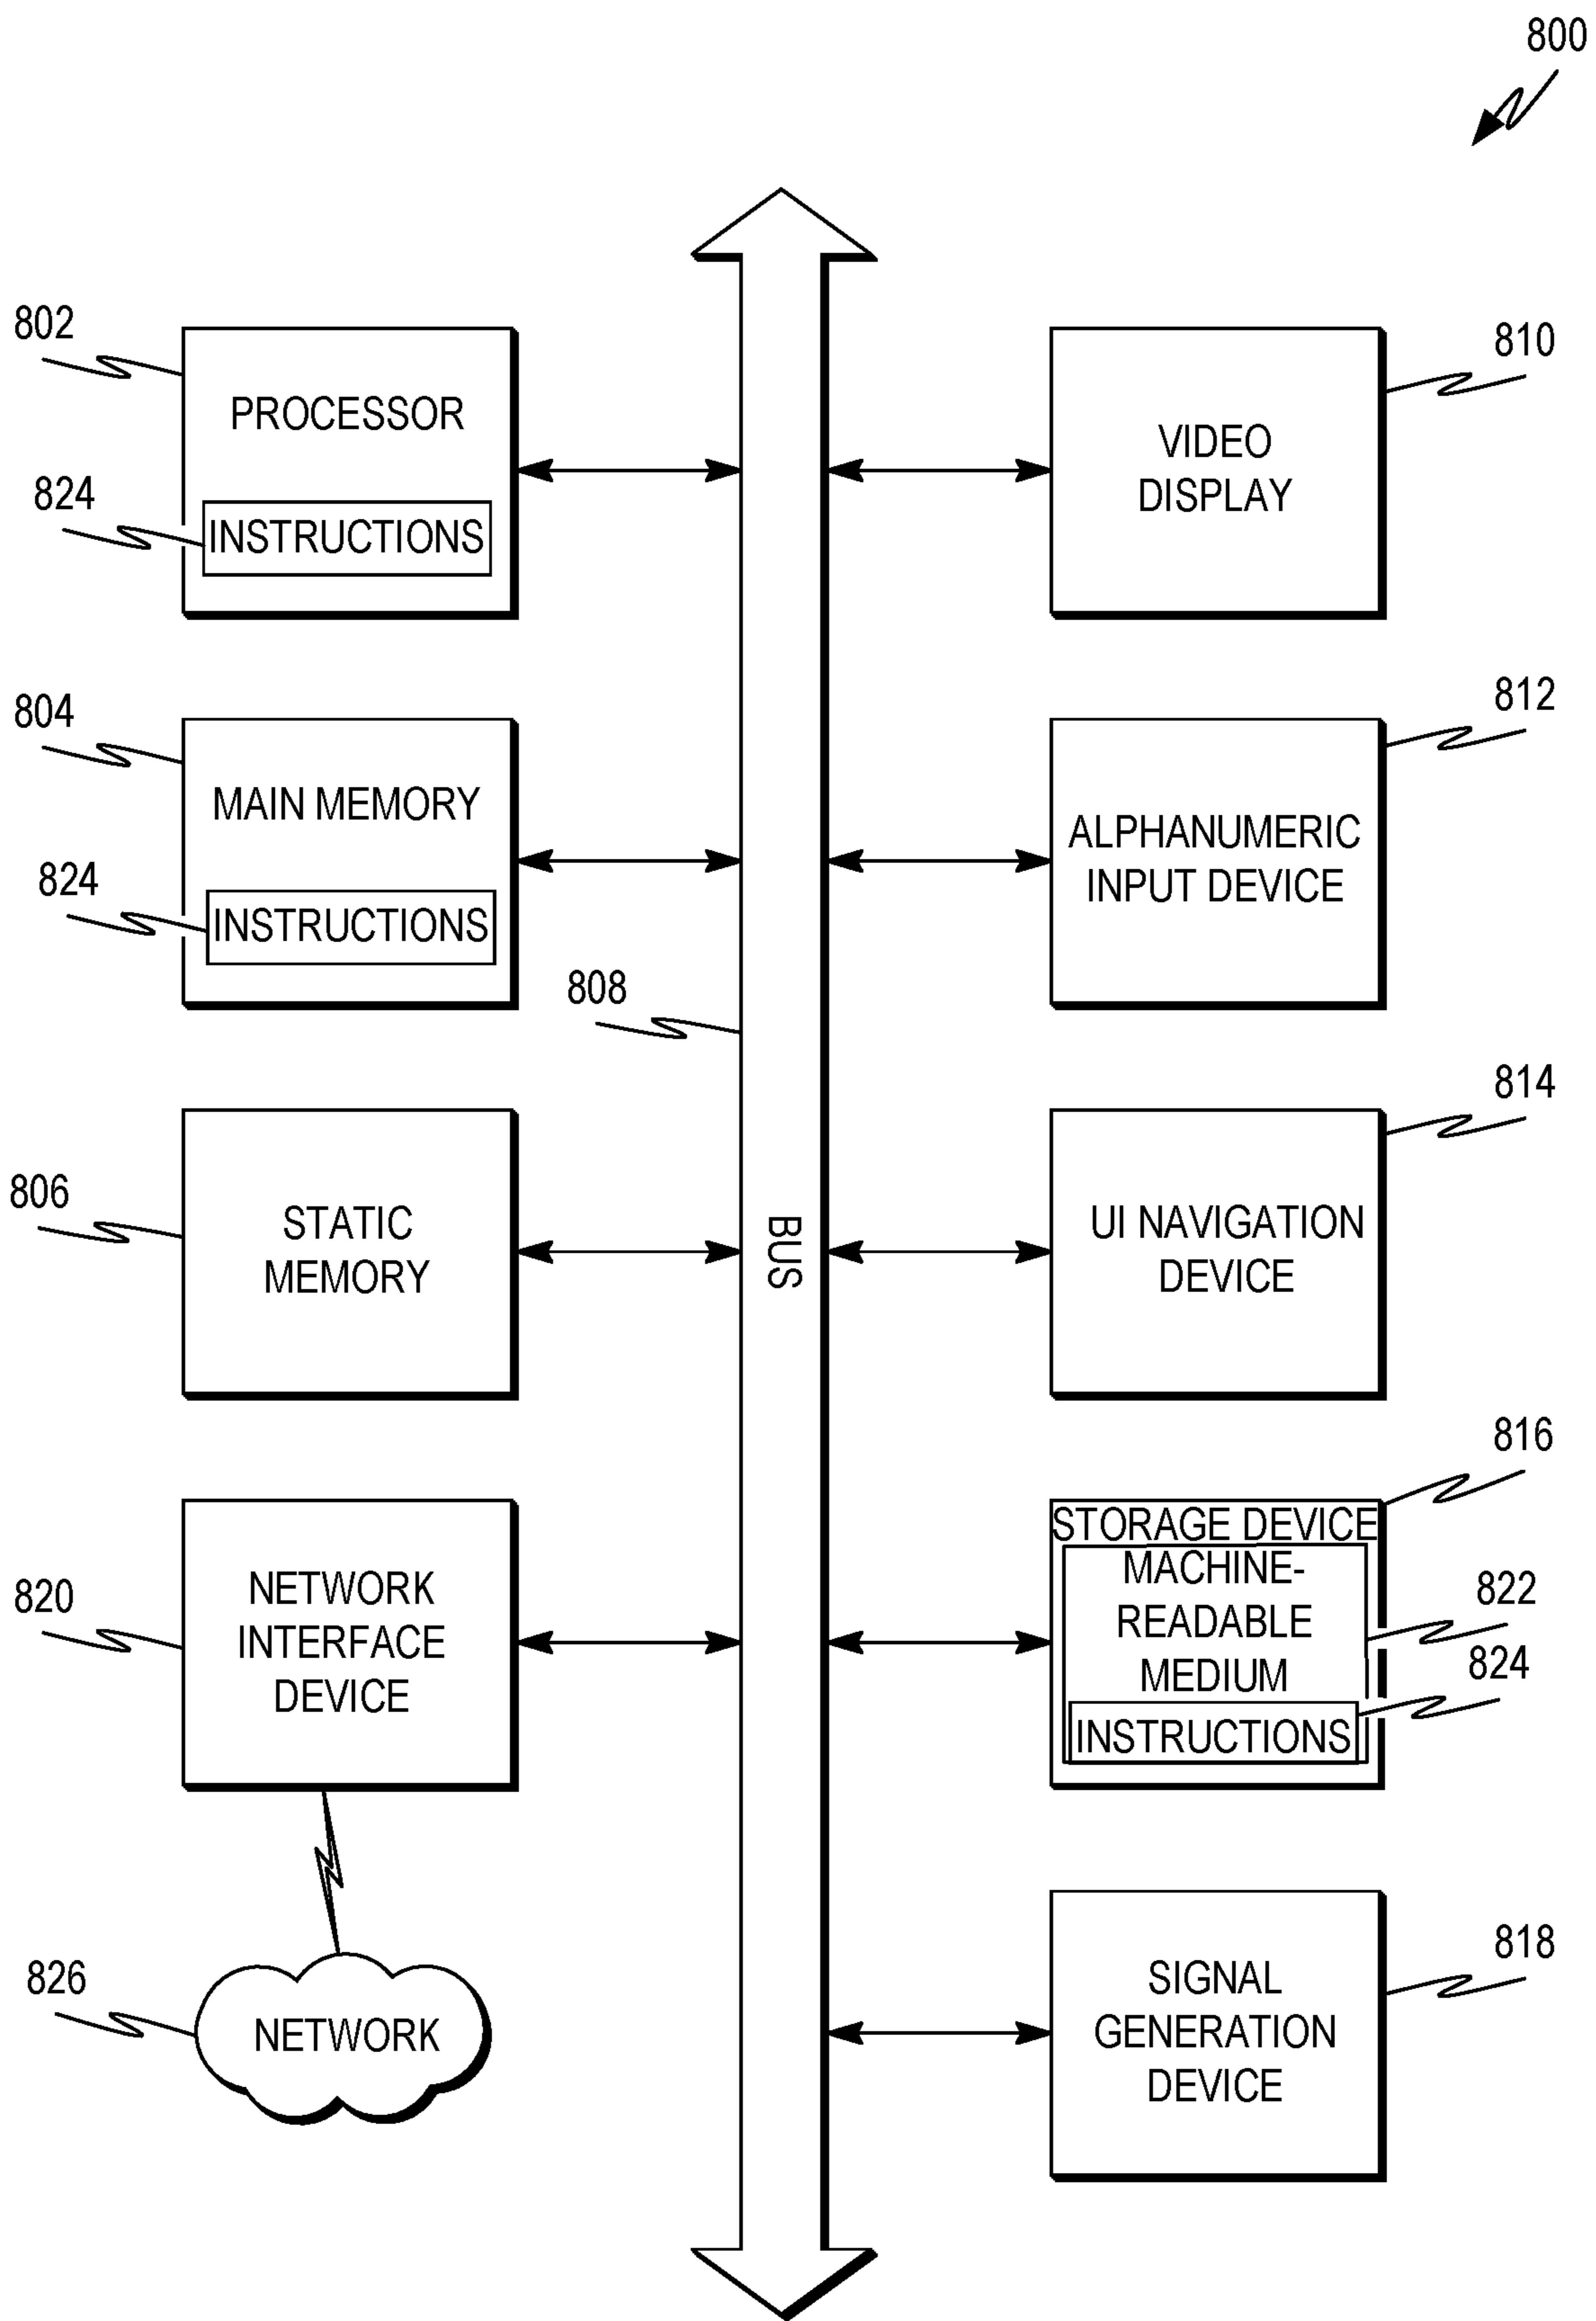 800
802
PROCESSOR
824
INSTRUCTIONS
804
MAIN MEMORY
824
INSTRUCTIONS
808
806
STATIC
MEMORY
820
NETWORK
INTERFACE
DEVICE
826
NETWORK
BUS
810
VIDEO
DISPLAY
812
ALPHANUMERIC
INPUT DEVICE
814
UI NAVIGATION
DEVICE
816
STORAGE DEVICE
MACHINE-
READABLE
MEDIUM
822
824
INSTRUCTIONS
818
SIGNAL
GENERATION
DEVICE